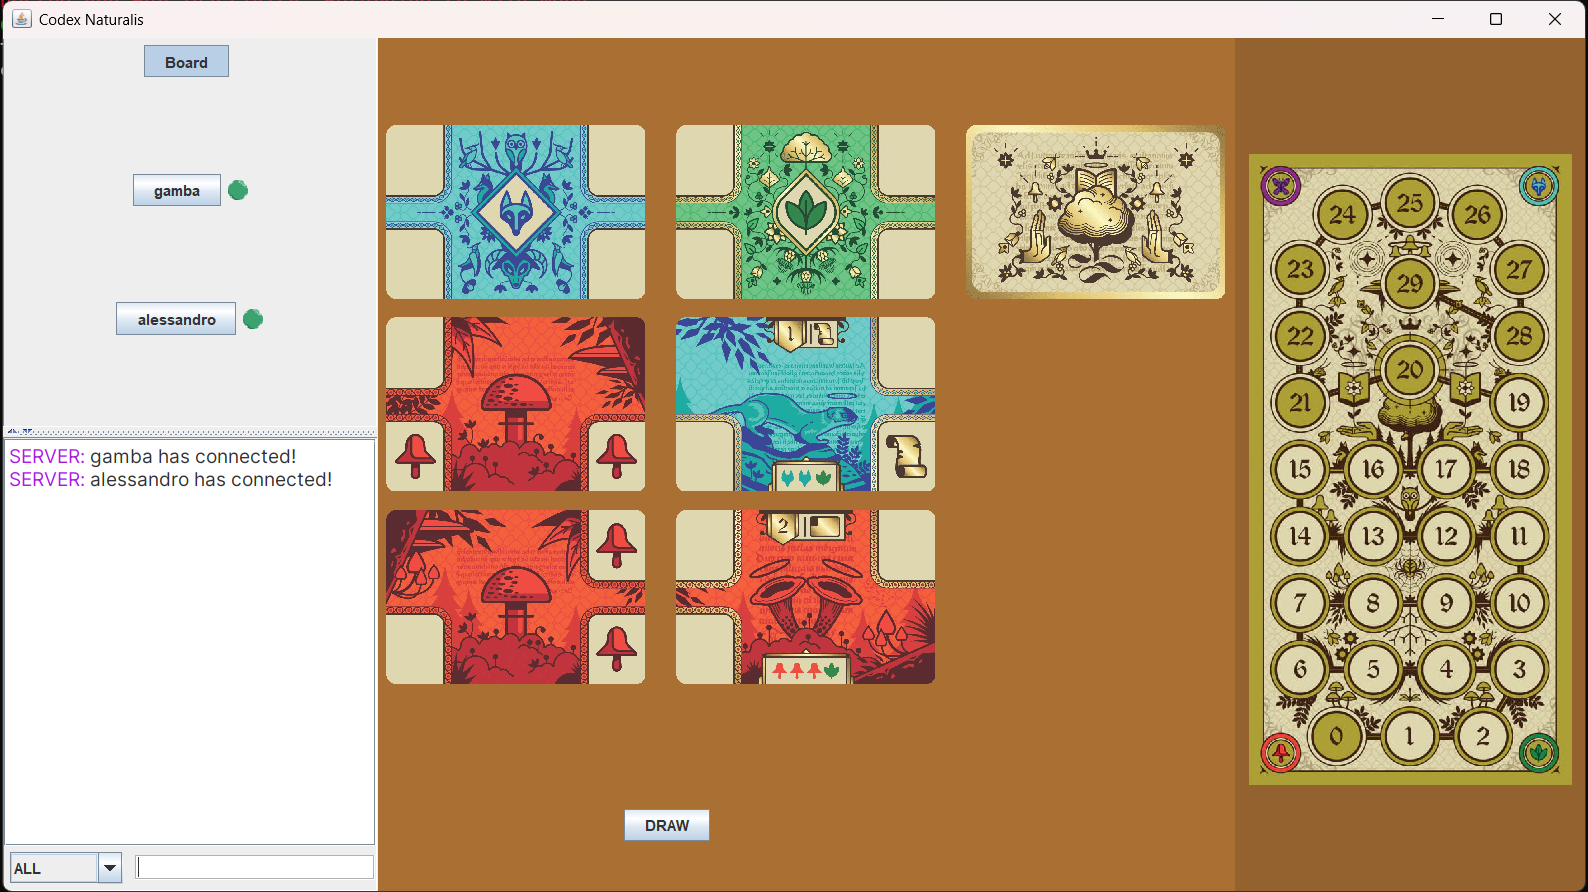 Codex Naturalis
Board
gamba
alessandro
SERVER: gamba has connected!
SERVER: alessandro has connected!
ALL
1
2
DRAW
24 25 26
23 29 27
22 20 28
21 19
15 16 17 18
14 13 12 11
7 8 9 10
6 5 4 3
0 1 2